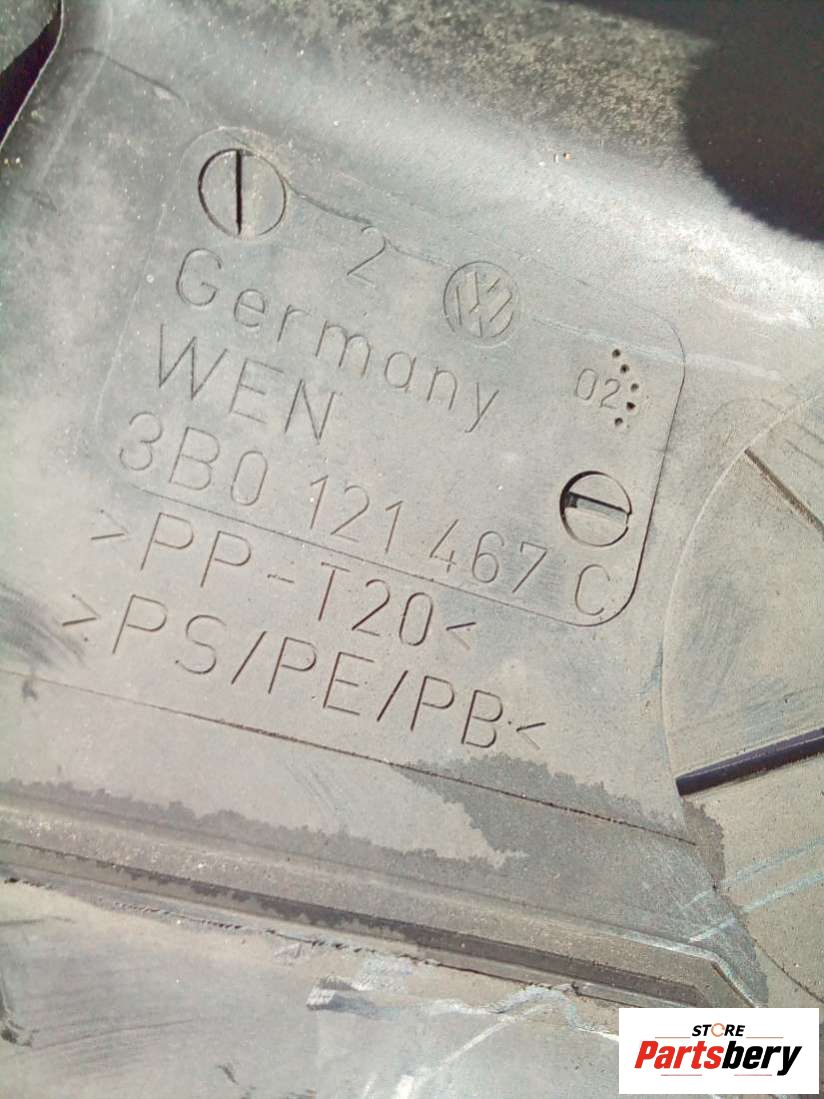 2
Germany
02
WEN
3B0 121 467 C
>PP-T20<
>PS/PE/PB<
STORE
Partsbery